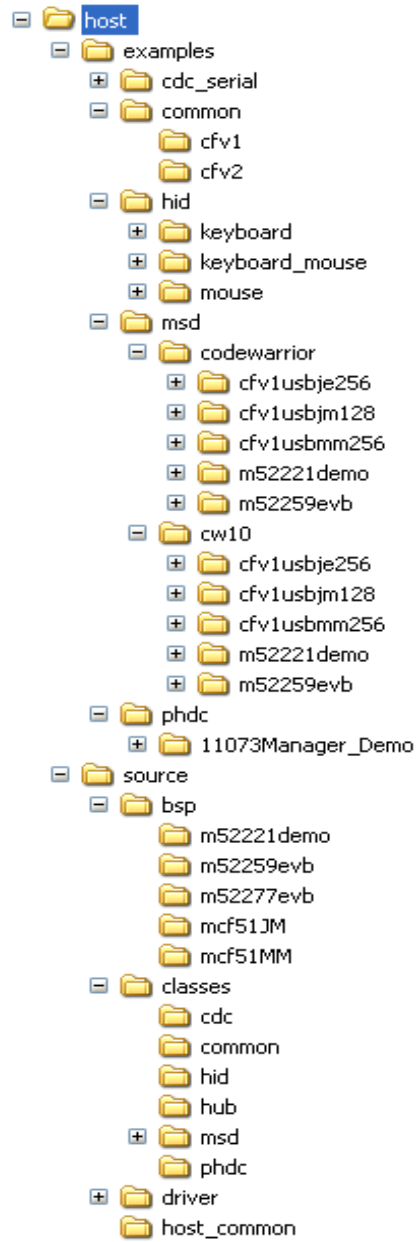 host
examples
cdc_serial
common
cfv1
cfv2
hid
keyboard
keyboard_mouse
mouse
msd
codewarrior
cfv1usbje256
cfv1usbjm128
cfv1usbmm256
m52221demo
m52259evb
cw10
cfv1usbje256
cfv1usbjm128
cfv1usbmm256
m52221demo
m52259evb
phdc
11073Manager_Demo
source
bsp
m52221demo
m52259evb
m52277evb
mcf51JM
mcf51MM
classes
cdc
common
hid
hub
msd
phdc
driver
host_common